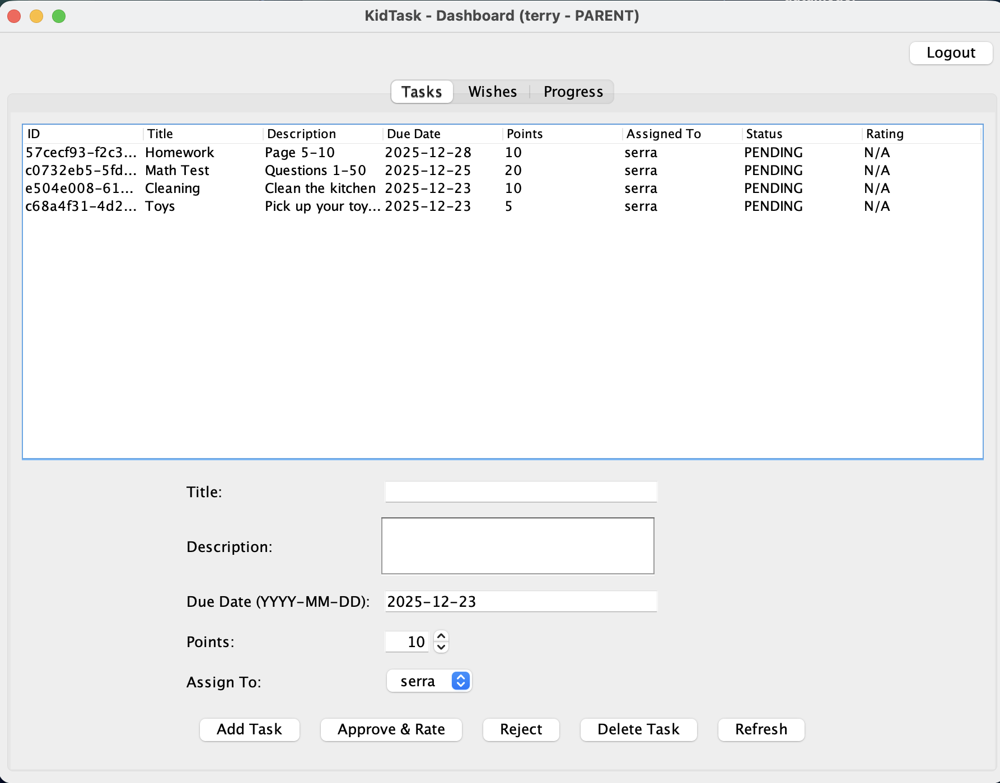 KidTask - Dashboard (terry - PARENT)
Logout
Tasks Wishes Progress
ID Title Description Due Date Points Assigned To Status Rating
57cecf93-f2c3... Homework Page 5-10 2025-12-28 10 serra PENDING N/A
c0732eb5-5fd... Math Test Questions 1-50 2025-12-25 20 serra PENDING N/A
e504e008-61... Cleaning Clean the kitchen 2025-12-23 10 serra PENDING N/A
c68a4f31-4d2... Toys Pick up your toy... 2025-12-23 5 serra PENDING N/A
Title:
Description:
Due Date (YYYY-MM-DD): 2025-12-23
Points: 10
Assign To: serra
Add Task Approve & Rate Reject Delete Task Refresh